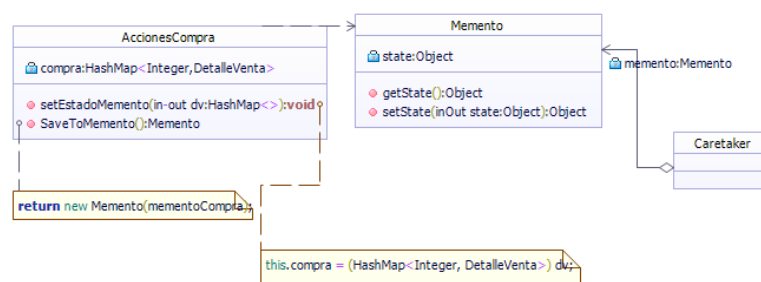 AccionesCompra
compra:HashMap<Integer,DetalleVenta>
setEstadoMemento(in-out dv:HashMap<>):void
SaveToMemento():Memento
return new Memento(mementoCompra);
this.compra = (HashMap<Integer, DetalleVenta>) dv;
Memento
state:Object
getState():Object
setState(inOut state:Object):Object
memento:Memento
Caretaker